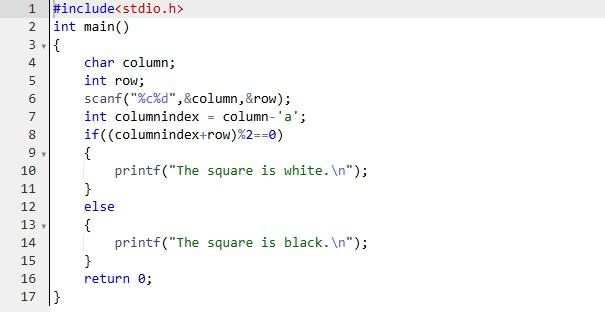 1 #include<stdio.h>
2 int main()
3 {
4 char column;
5 int row;
6 scanf("%c%d",&column,&row);
7 int columnindex = column-'a';
8 if((columnindex+row)%2==0)
9 {
10 printf("The square is white.\n");
11 }
12 else
13 {
14 printf("The square is black.\n");
15 }
16 return 0;
17 }